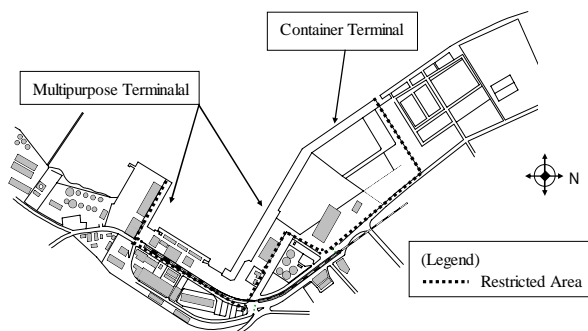 Container Terminal
Multipurpose Terminalal
N
(Legend)
Restricted Area